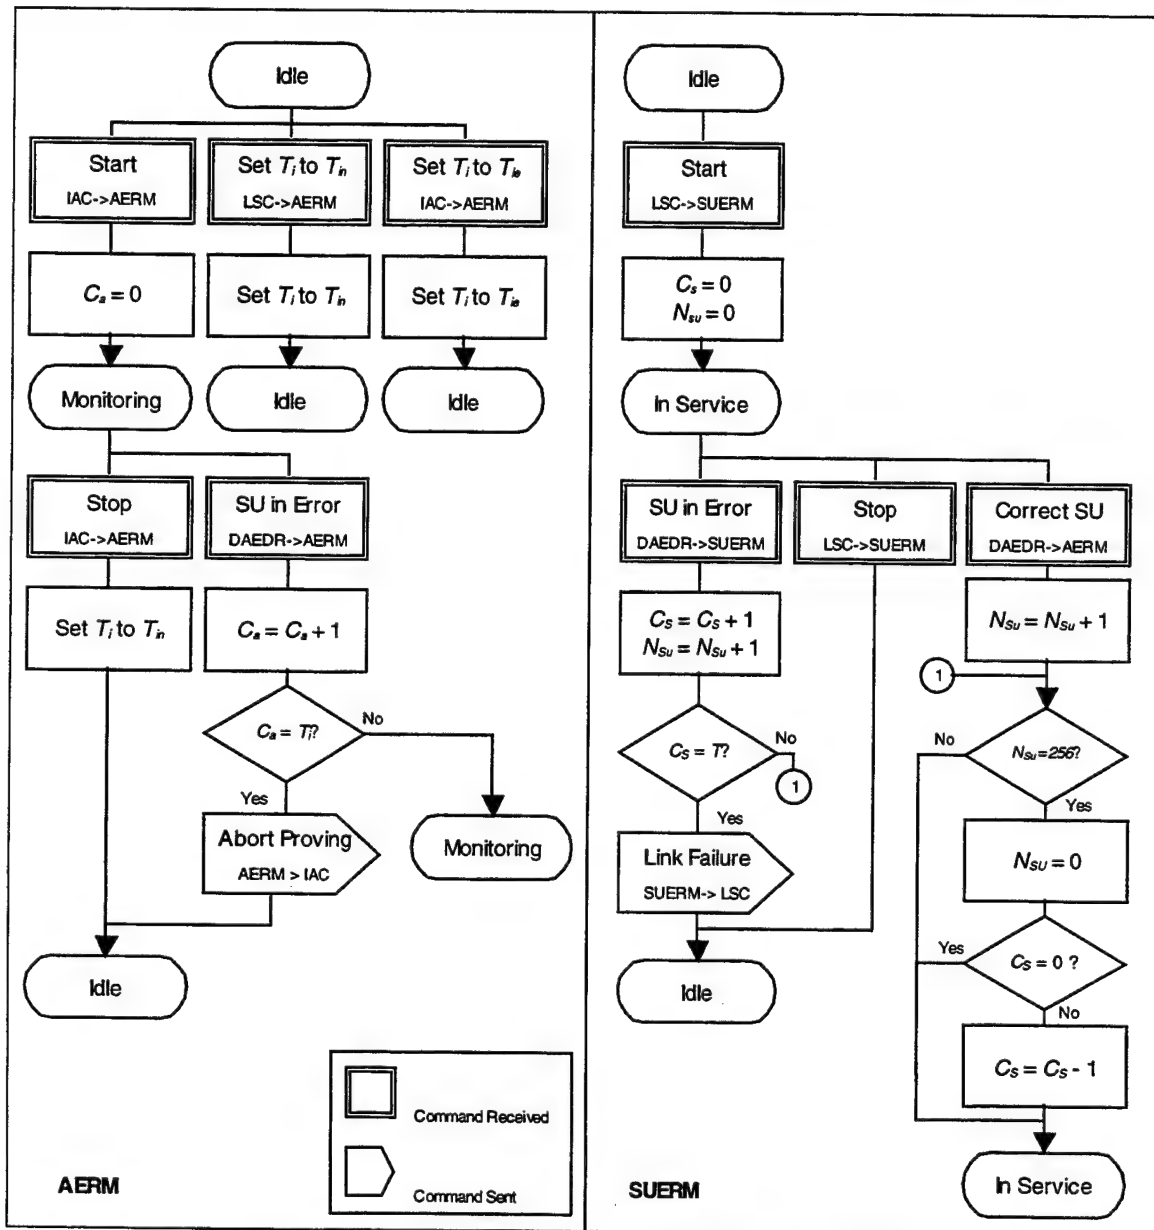 Idle
Start
IAC->AERM
Set Ti to Tin
LSC->AERM
Set Ti to Tie
IAC->AERM
Ca = 0
Set Ti to Tin
Set Ti to Tie
Monitoring
Idle
Idle
Stop
IAC->AERM
SU in Error
DAEDR->AERM
Set Ti to Tin
Ca = Ca + 1
Ca = Ti?
No
Yes
Abort Proving
AERM > IAC
Monitoring
Idle
Command Received
Command Sent
AERM
Idle
Start
LSC->SUERM
Cs = 0
Nsu = 0
In Service
SU in Error
DAEDR->SUERM
Stop
LSC->SUERM
Correct SU
DAEDR->AERM
CS = CS + 1
NSu = NSu + 1
NSu = NSu + 1
1
CS = T?
No
1
Yes
No
NSu=256?
Yes
Link Failure
SUERM-> LSC
NSU = 0
Yes
CS = 0 ?
No
Idle
CS = CS - 1
In Service
SUERM